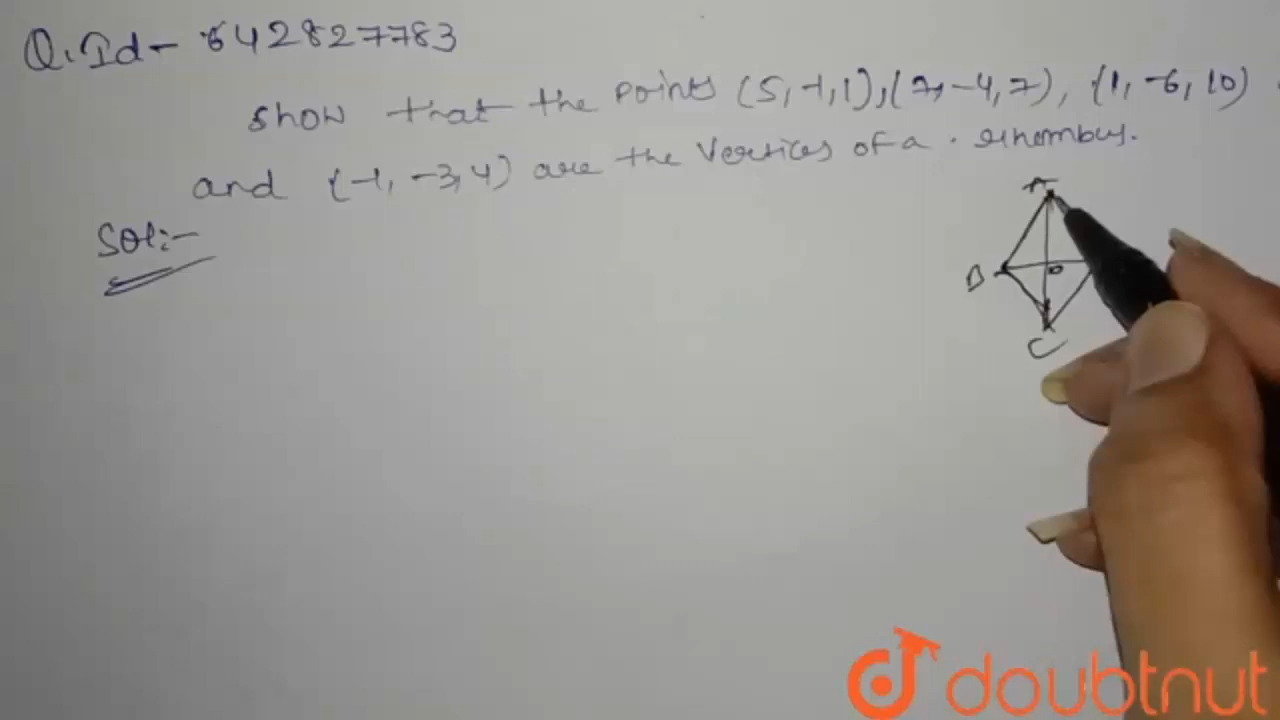 Q.Id- 642827783
Show that the points (5,-1,1), (7,-4,7), (1,-6,10)
and (-1,-3,4) are the vertices of a rhombus.
Sol:-
A
B
O
C
doubtnut